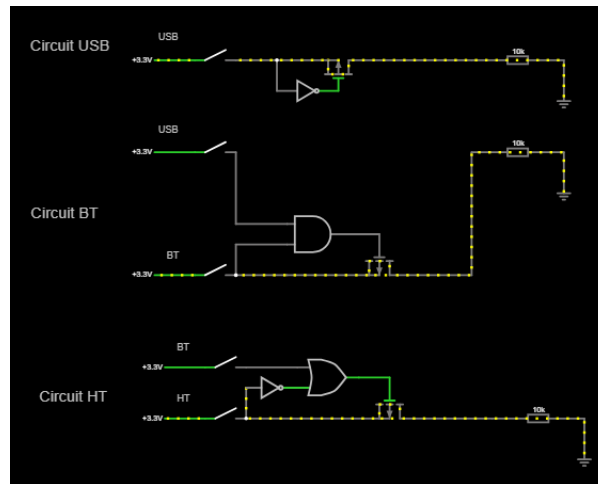 USB
Circuit USB
+3.3V
10k
USB
+3.3V
10k
Circuit BT
BT
+3.3V
BT
+3.3V
Circuit HT
HT
+3.3V
10k